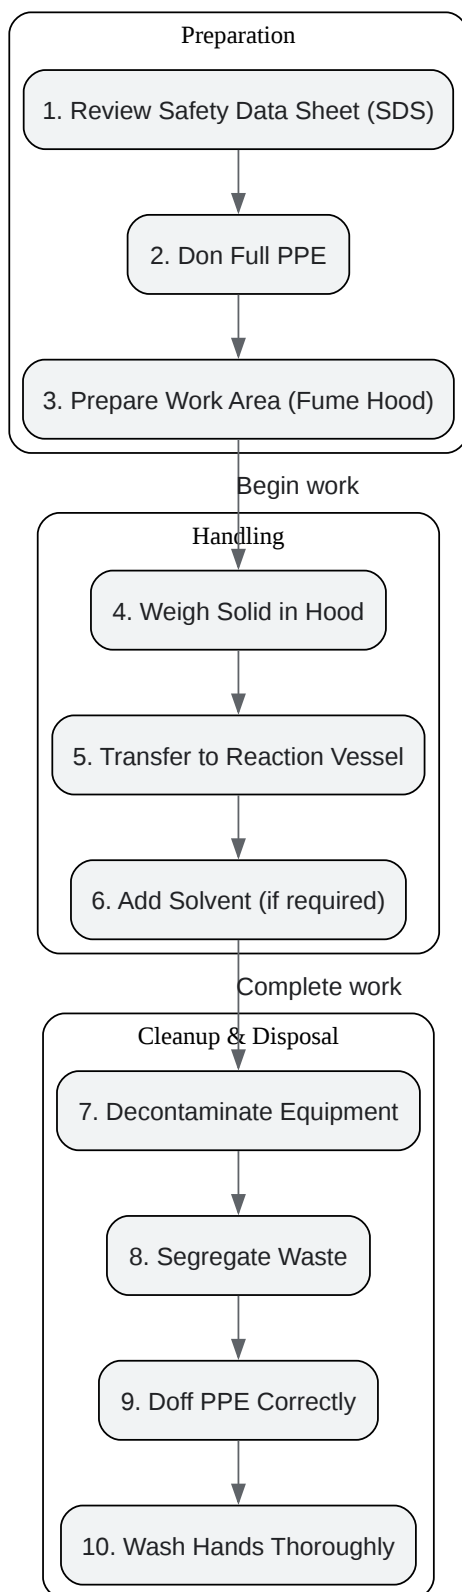 Preparation
1. Review Safety Data Sheet (SDS)
2. Don Full PPE
3. Prepare Work Area (Fume Hood)
Begin work
Handling
4. Weigh Solid in Hood
5. Transfer to Reaction Vessel
6. Add Solvent (if required)
Complete work
Cleanup & Disposal
7. Decontaminate Equipment
8. Segregate Waste
9. Doff PPE Correctly
10. Wash Hands Thoroughly